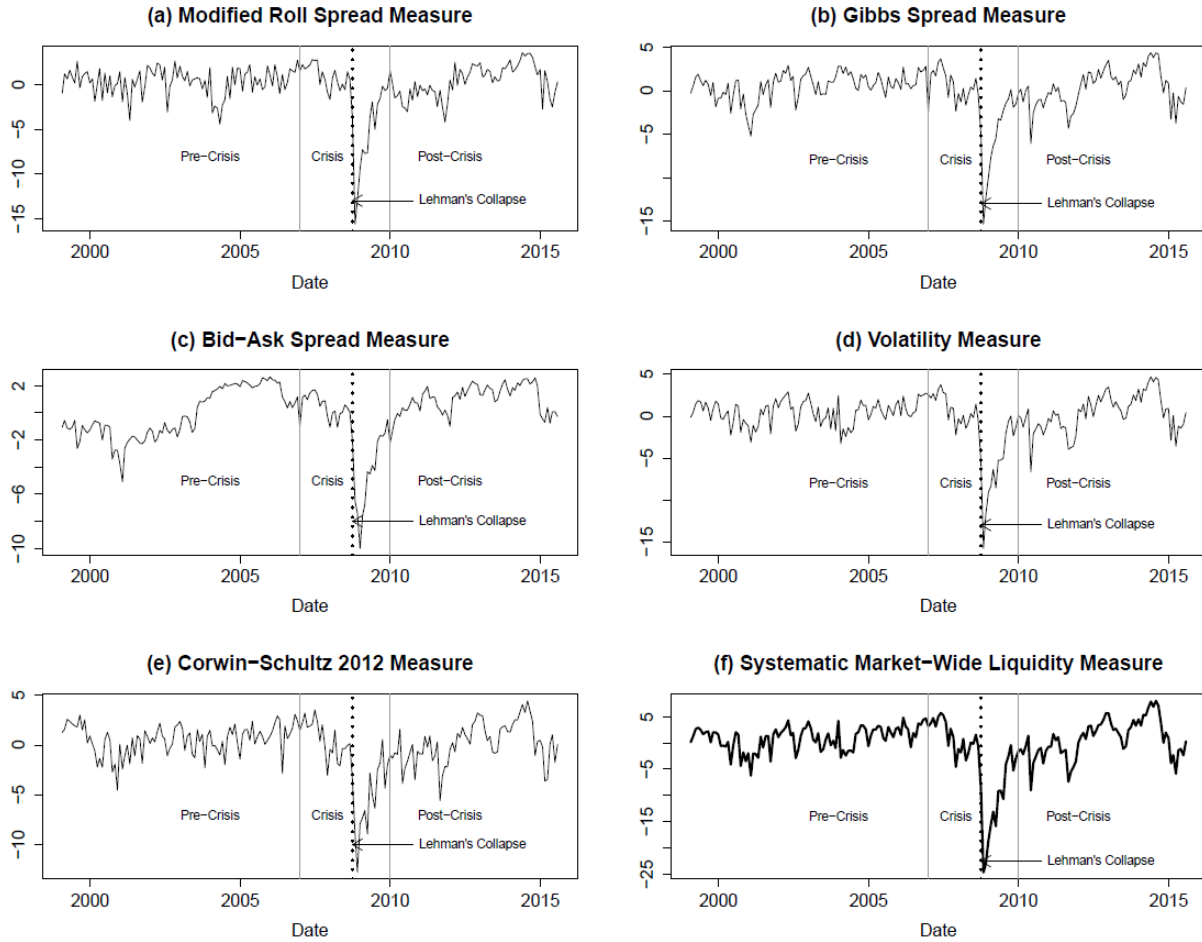 (a) Modified Roll Spread Measure
0
−5
−10
−15
Pre-Crisis
Crisis
Post-Crisis
Lehman's Collapse
2000
2005
2010
2015
Date
(b) Gibbs Spread Measure
5
0
−5
−15
Pre-Crisis
Crisis
Post-Crisis
Lehman's Collapse
2000
2005
2010
2015
Date
(c) Bid−Ask Spread Measure
2
−2
−6
−10
Pre-Crisis
Crisis
Post-Crisis
Lehman's Collapse
2000
2005
2010
2015
Date
(d) Volatility Measure
5
0
−5
−15
Pre-Crisis
Crisis
Post-Crisis
Lehman's Collapse
2000
2005
2010
2015
Date
(e) Corwin−Schultz 2012 Measure
5
0
−5
−10
Pre-Crisis
Crisis
Post-Crisis
Lehman's Collapse
2000
2005
2010
2015
Date
(f) Systematic Market−Wide Liquidity Measure
5
−5
−15
−25
Pre-Crisis
Crisis
Post-Crisis
Lehman's Collapse
2000
2005
2010
2015
Date